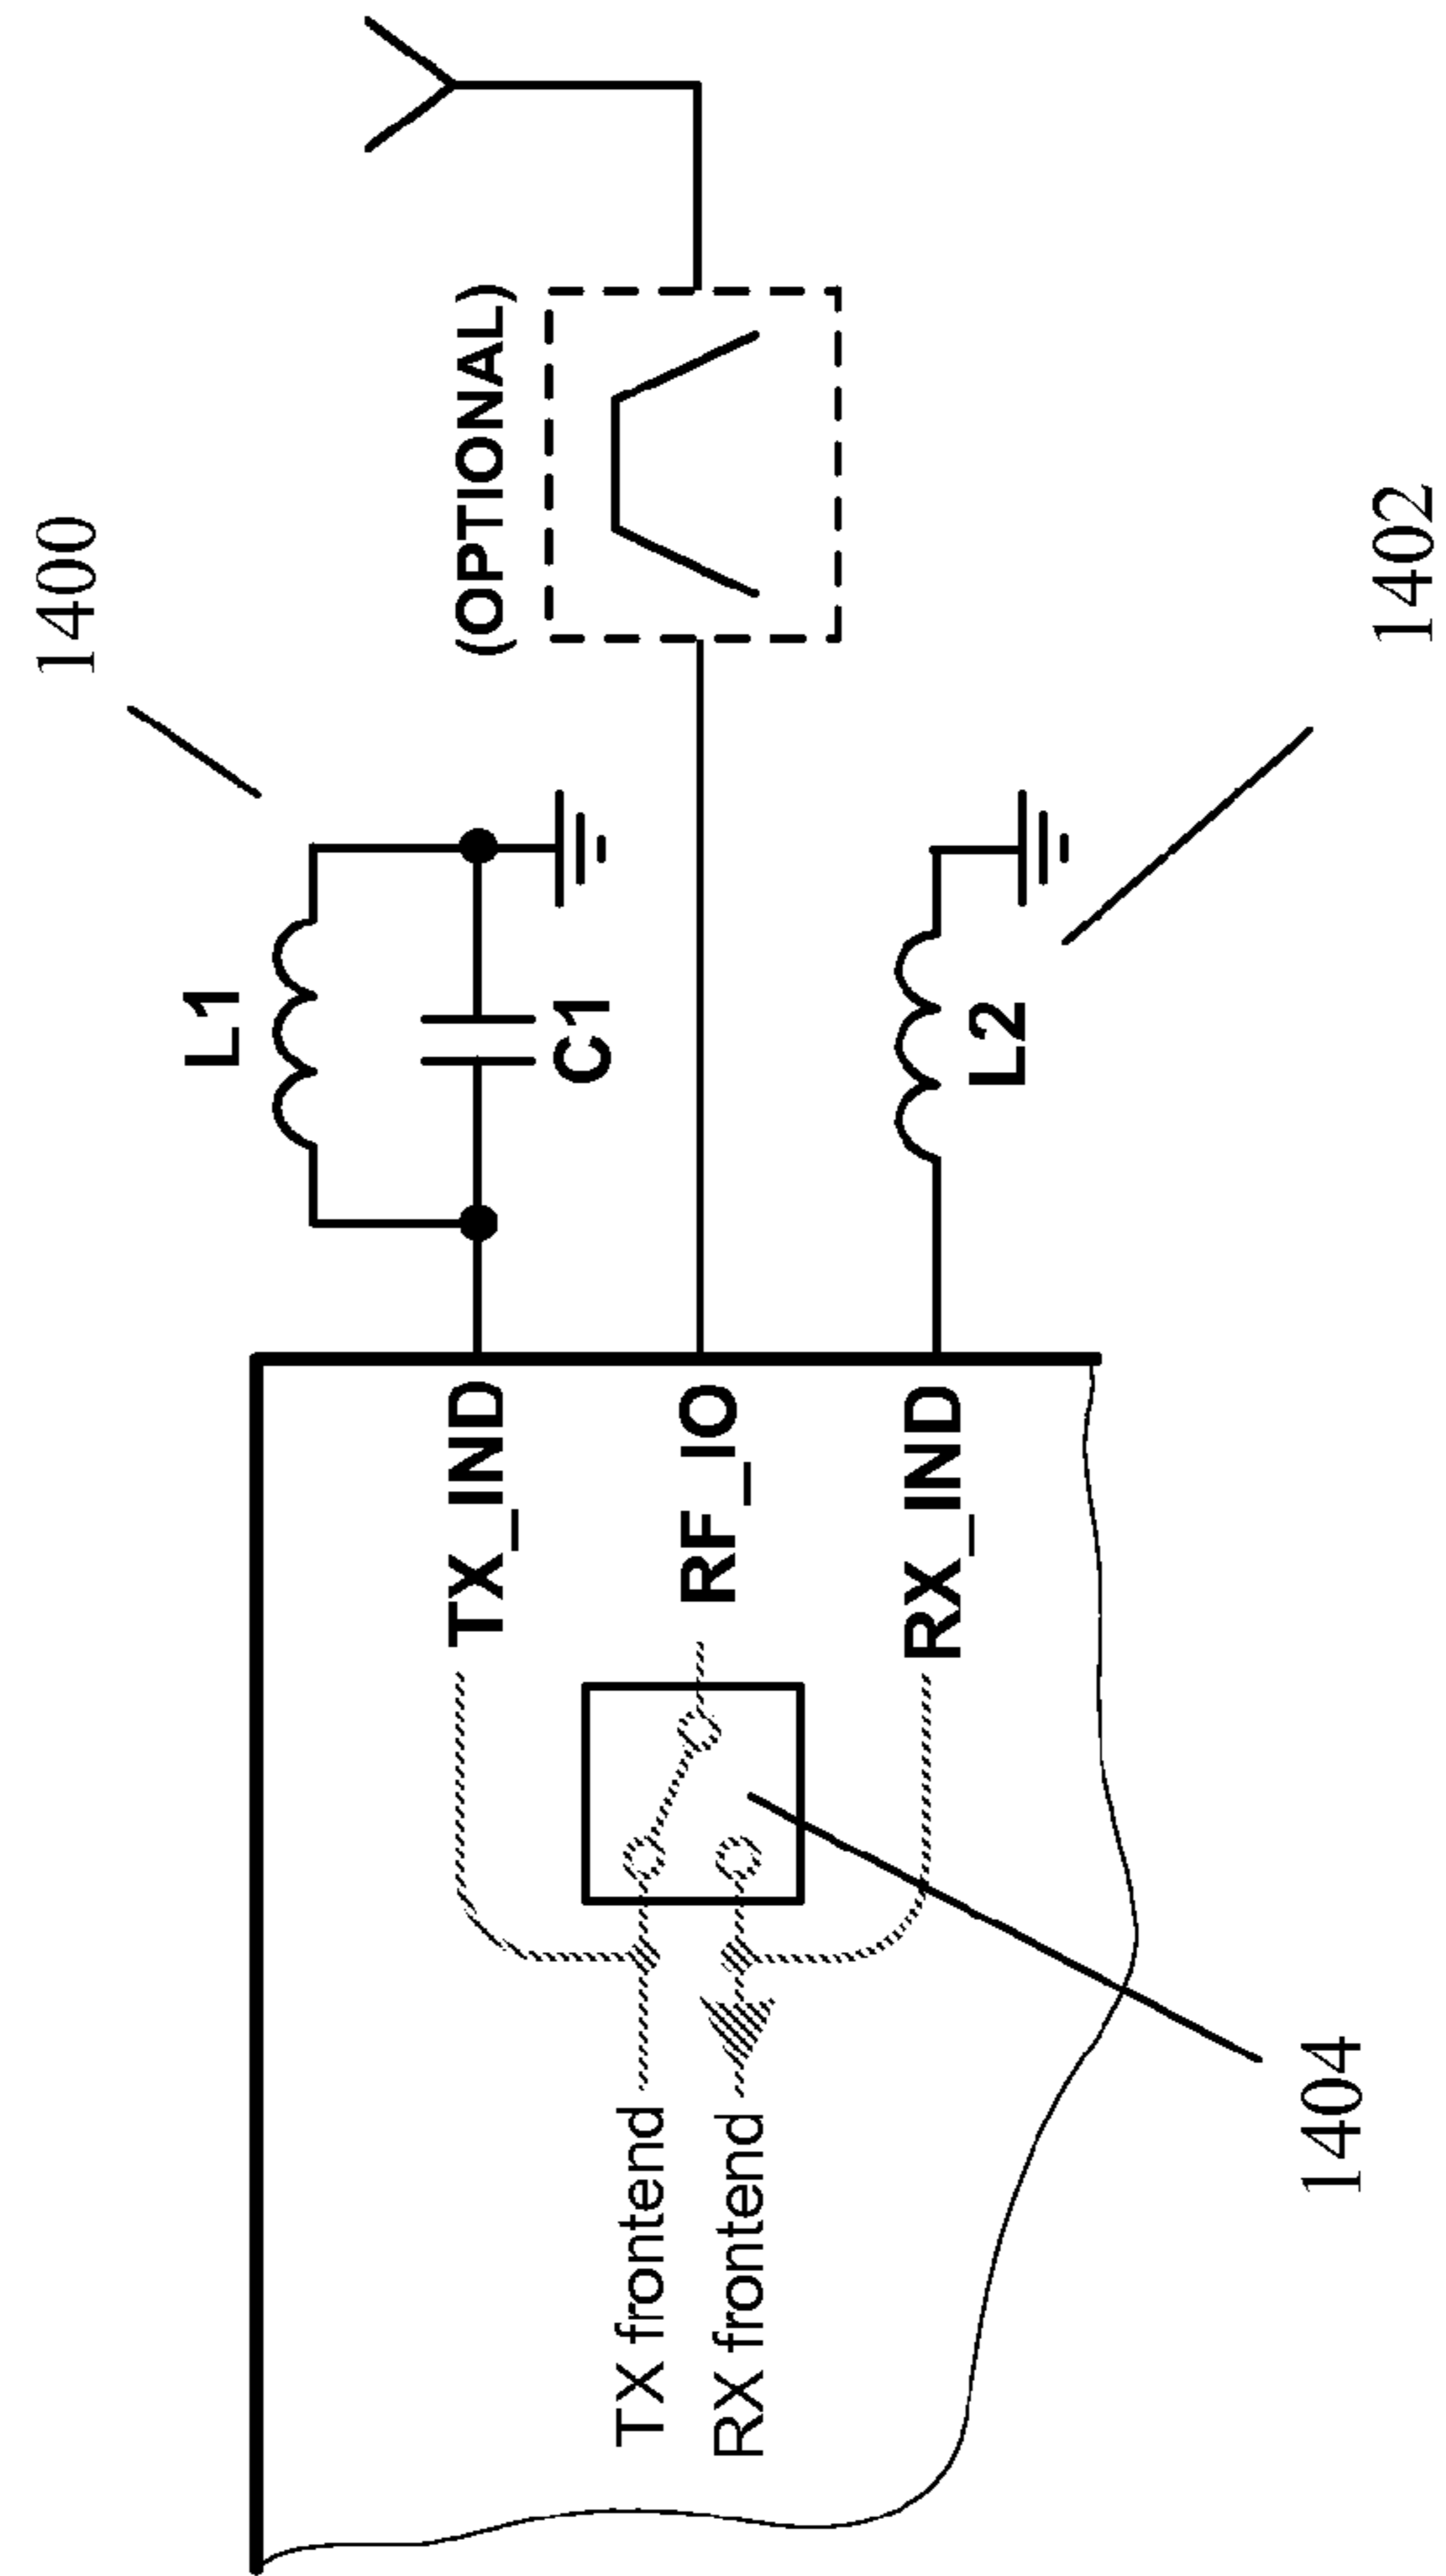 1400
L1
C1
(OPTIONAL)
TX_IND
RF_IO
RX_IND
L2
1402
TX frontend
RX frontend
1404